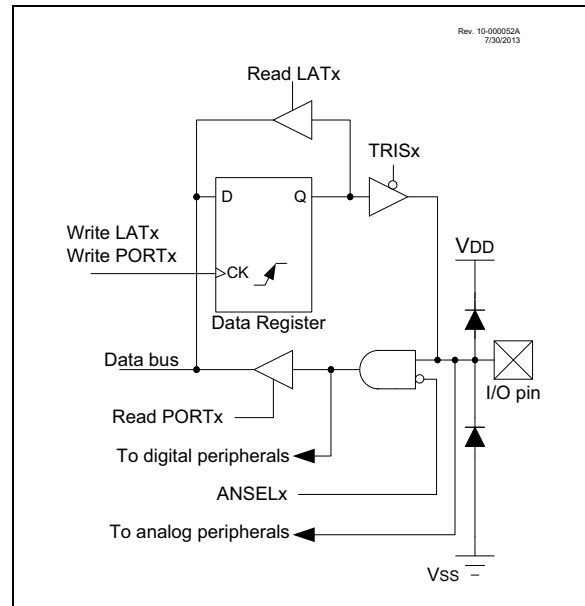 Rev. 10-000052A
7/30/2013
Read LATx
TRISx
D
Q
Write LATx
Write PORTx
CK
VDD
Data Register
Data bus
I/O pin
Read PORTx
To digital peripherals
ANSELx
To analog peripherals
VSS